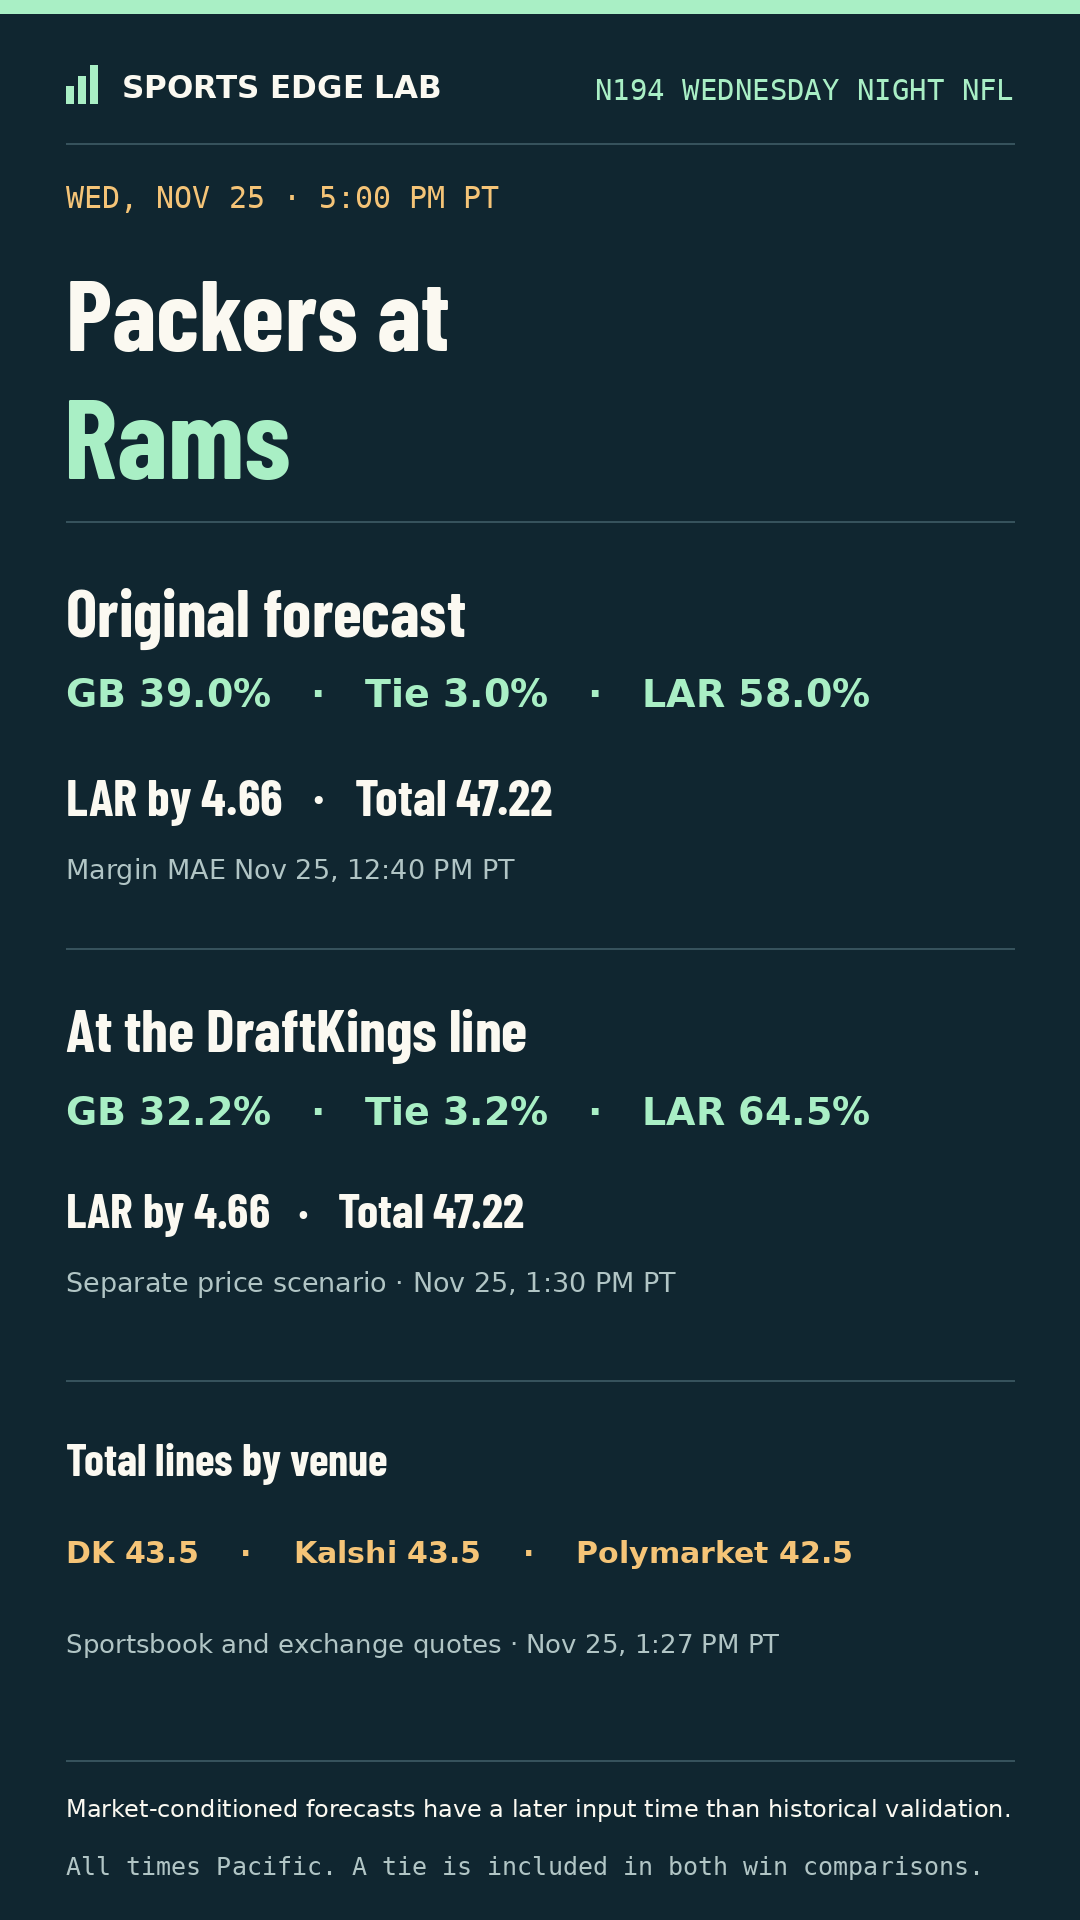 SPORTS EDGE LAB
N194 WEDNESDAY NIGHT NFL
WED, NOV 25 · 5:00 PM PT
Packers at
Rams
Original forecast
GB 39.0% · Tie 3.0% · LAR 58.0%
LAR by 4.66 · Total 47.22
Margin MAE Nov 25, 12:40 PM PT
At the DraftKings line
GB 32.2% · Tie 3.2% · LAR 64.5%
LAR by 4.66 · Total 47.22
Separate price scenario · Nov 25, 1:30 PM PT
Total lines by venue
DK 43.5 · Kalshi 43.5 · Polymarket 42.5
Sportsbook and exchange quotes · Nov 25, 1:27 PM PT
Market-conditioned forecasts have a later input time than historical validation.
All times Pacific. A tie is included in both win comparisons.